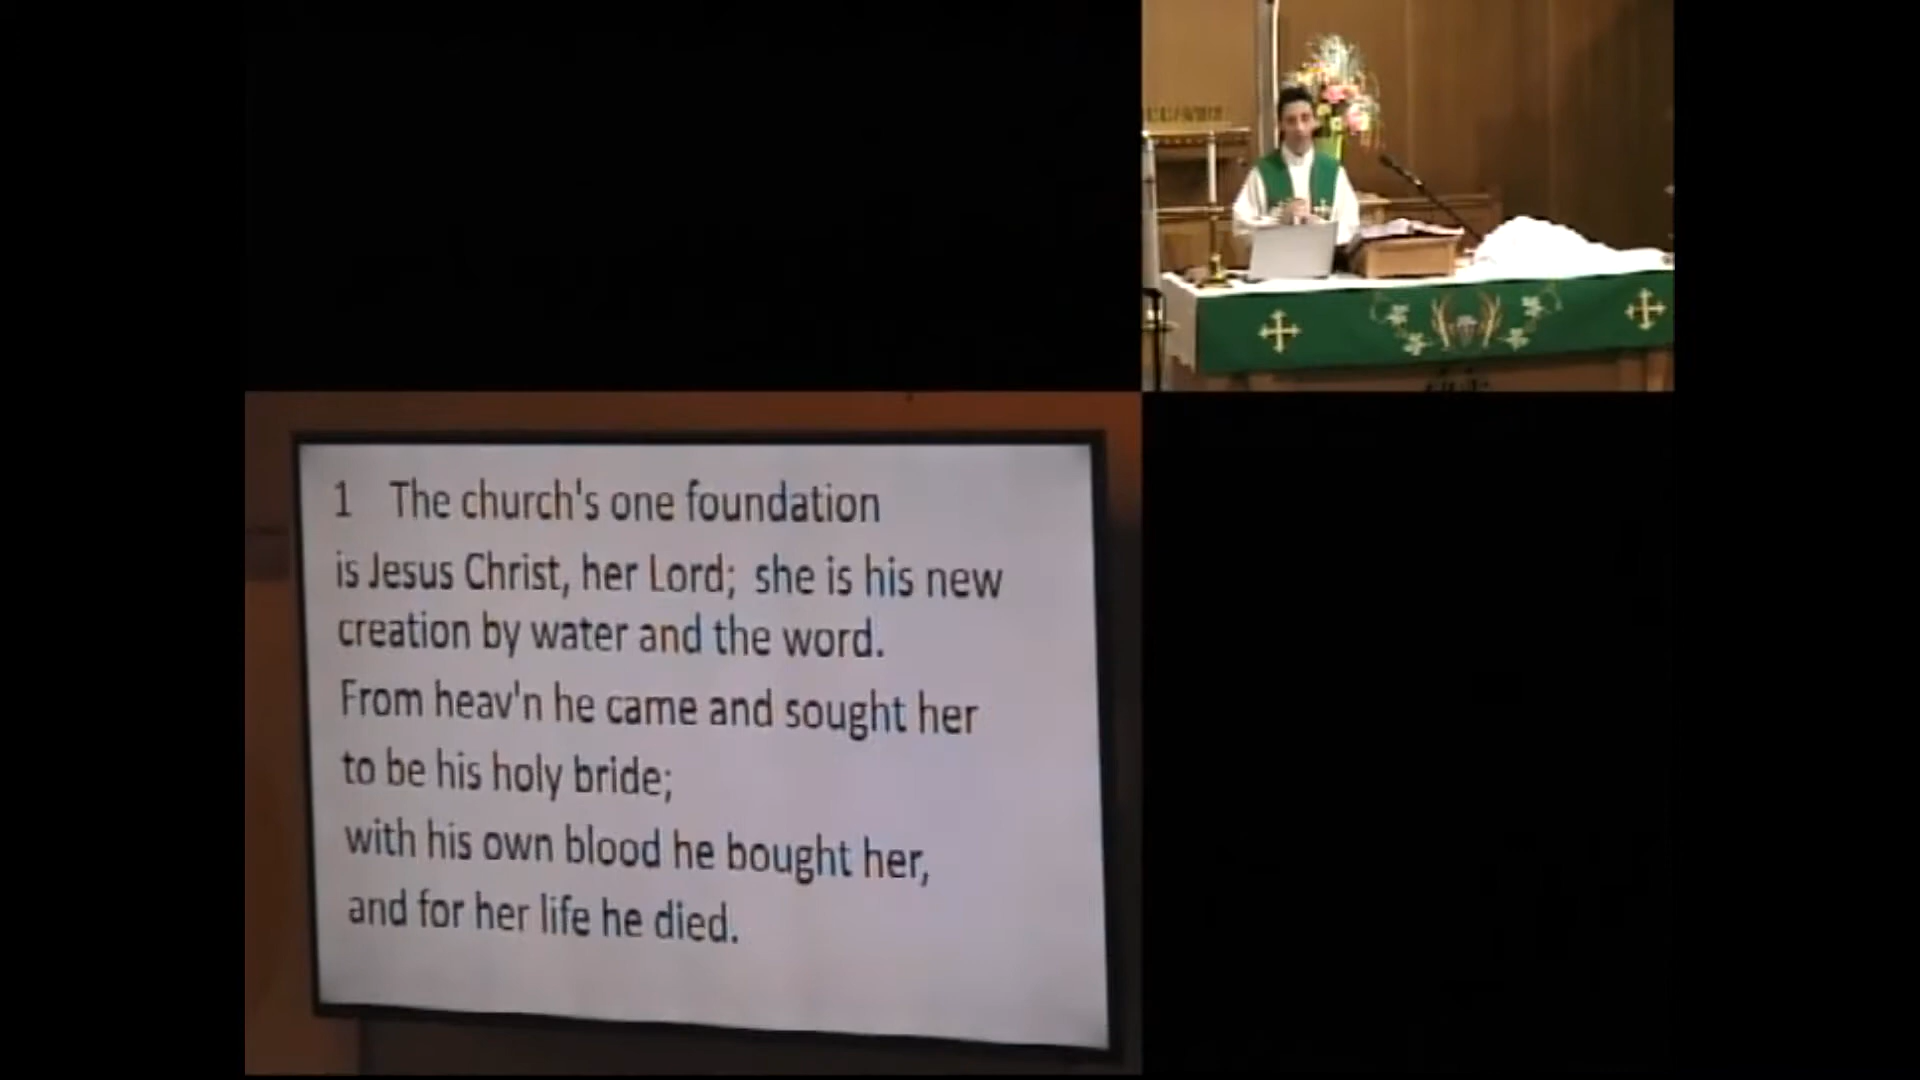 1 The church's one foundation
is Jesus Christ, her Lord; she is his new
creation by water and the word.
From heav'n he came and sought her
to be his holy bride;
with his own blood he bought her,
and for her life he died.